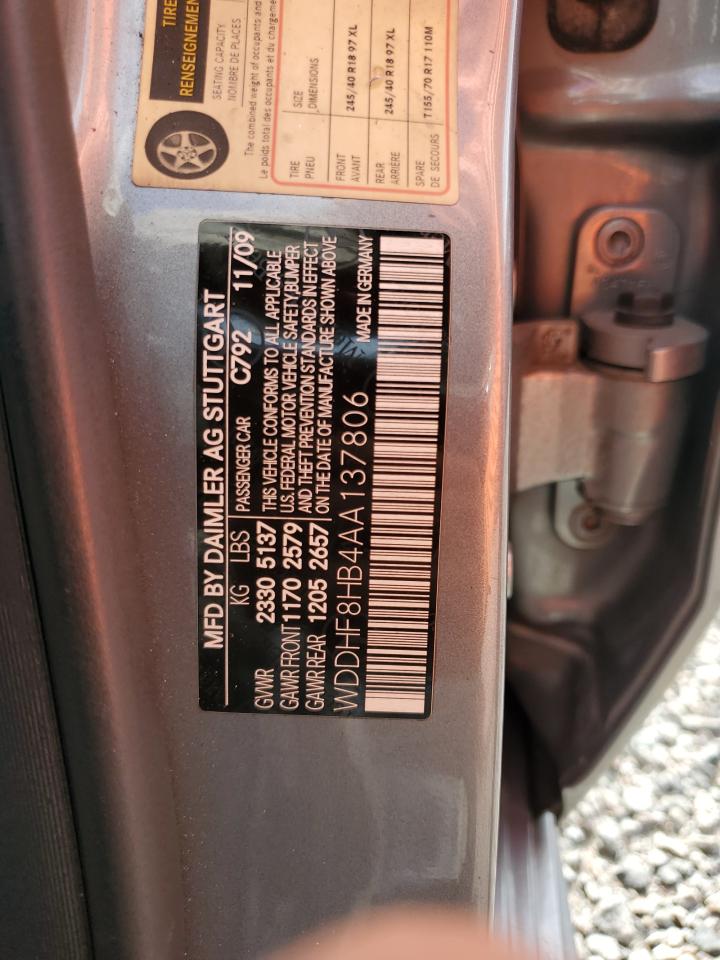 TIRE
RENSEIGNEMEN
SEATING CAPACITY
NOMBRE DE PLACES
The combined weight of occupants and
Le poids total des occupants et du chargeme
TIRE
PNEU
SIZE
DIMENSIONS
FRONT
AVANT
245/40 R18 97 XL
REAR
ARRIÈRE
245/40 R18 97 XL
SPARE
DE SECOURS
T155/70 R17 110M
MFD BY DAIMLER AG STUTTGART
KG LBS PASSENGER CAR C792 11/09
GVWR 2330 5137 THIS VEHICLE CONFORMS TO ALL APPLICABLE
GAWR FRONT 1170 2579 U.S. FEDERAL MOTOR VEHICLE SAFETY, BUMPER
GAWR REAR 1205 2657 AND THEFT PREVENTION STANDARDS IN EFFECT
ON THE DATE OF MANUFACTURE SHOWN ABOVE
WDDHF8HB4AA137806 MADE IN GERMANY